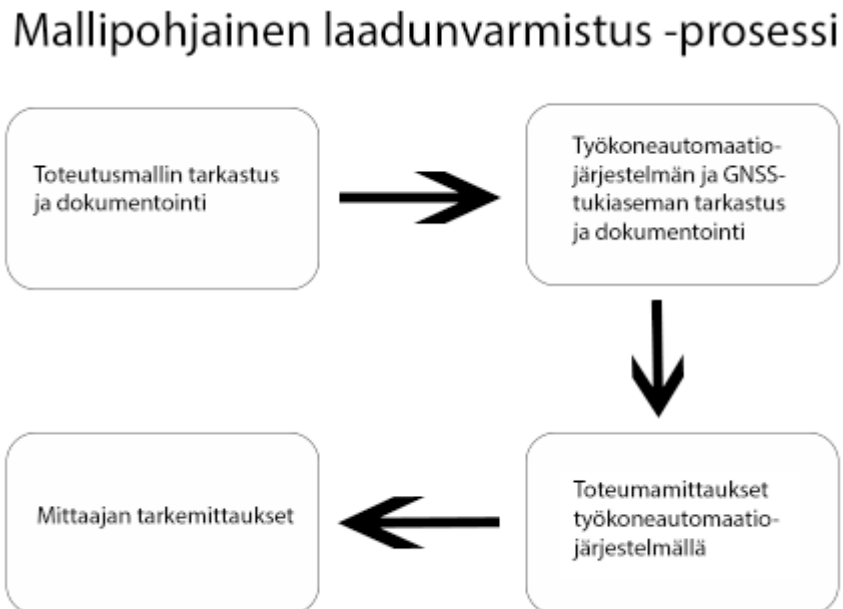 Mallipohjainen laadunvarmistus -prosessi
Toteutusmallin tarkastus
ja dokumentointi
Työkoneautomaatio-
järjestelmän ja GNSS-
tukiaseman tarkastus
ja dokumentointi
Toteumamittaukset
työkoneautomaatio-
järjestelmällä
Mittaajan tarkemittaukset